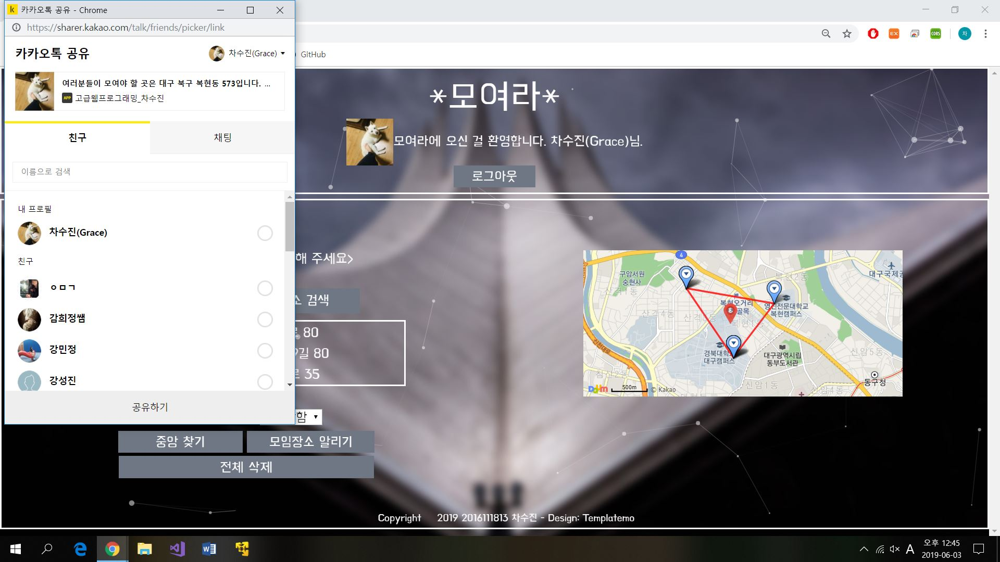 카카오톡 공유 - Chrome
https://sharer.kakao.com/talk/friends/picker/link
카카오톡 공유
차수진(Grace)
여러분들이 모여야 할 곳은 대구 북구 복현동 573입니다. ...
APP 고급웹프로그래밍_차수진
친구
채팅
이름으로 검색
내 프로필
차수진(Grace)
친구
ㅇㅁㄱ
감희정쌤
강민정
강성진
공유하기
EX
CORS
차
GitHub
*모여라*
모여라에 오신 걸 환영합니다. 차수진(Grace)님.
로그아웃
해 주세요>
소 검색
로 80
길 80
로 35
함
중앙 찾기
모임장소 알리기
전체 삭제
4
구암서원
숭현사
산격1동
복현2동
대구국제공
복현오거리
골목
영진전문대학교
복현캠퍼스
산격4동
산격3동
복현1동
신천대로
경북대학교
대구캠퍼스
대구광역시립
동부도서관
신암5동
침산2동
동구청
신암1동
신암4동
Daum
500m
© Kakao
Copyright 2019 2016111813 차수진 - Design: Templatemo
A
오후 12:45
2019-06-03